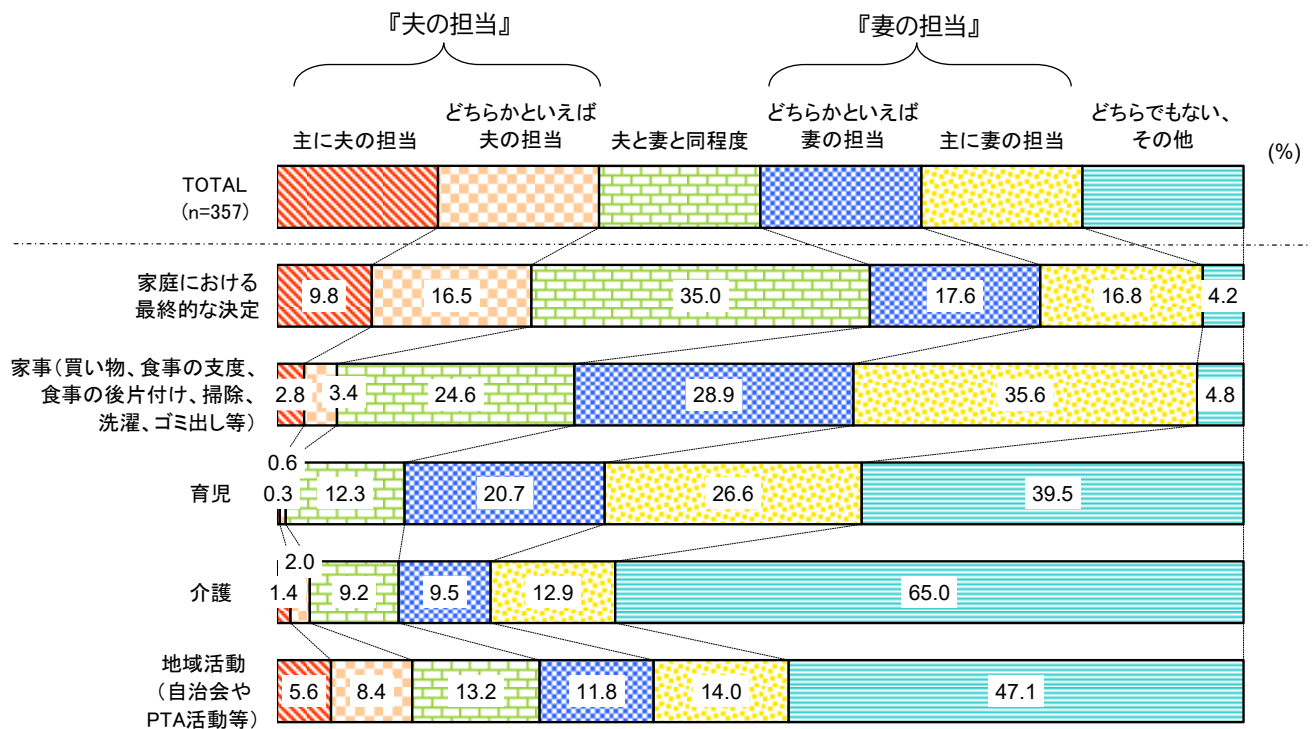 『夫の担当』
『妻の担当』
主に夫の担当
どちらかといえば
夫の担当
夫と妻と同程度
どちらかといえば
妻の担当
主に妻の担当
どちらでもない、
その他
(%)
TOTAL
(n=357)
家庭における
最終的な決定
9.8
16.5
35.0
17.6
16.8
4.2
家事(買い物、食事の支度、
食事の後片付け、掃除、
洗濯、ゴミ出し等)
2.8
3.4
24.6
28.9
35.6
4.8
育児
0.3
0.6
12.3
20.7
26.6
39.5
介護
1.4
2.0
9.2
9.5
12.9
65.0
地域活動
(自治会や
PTA活動等)
5.6
8.4
13.2
11.8
14.0
47.1